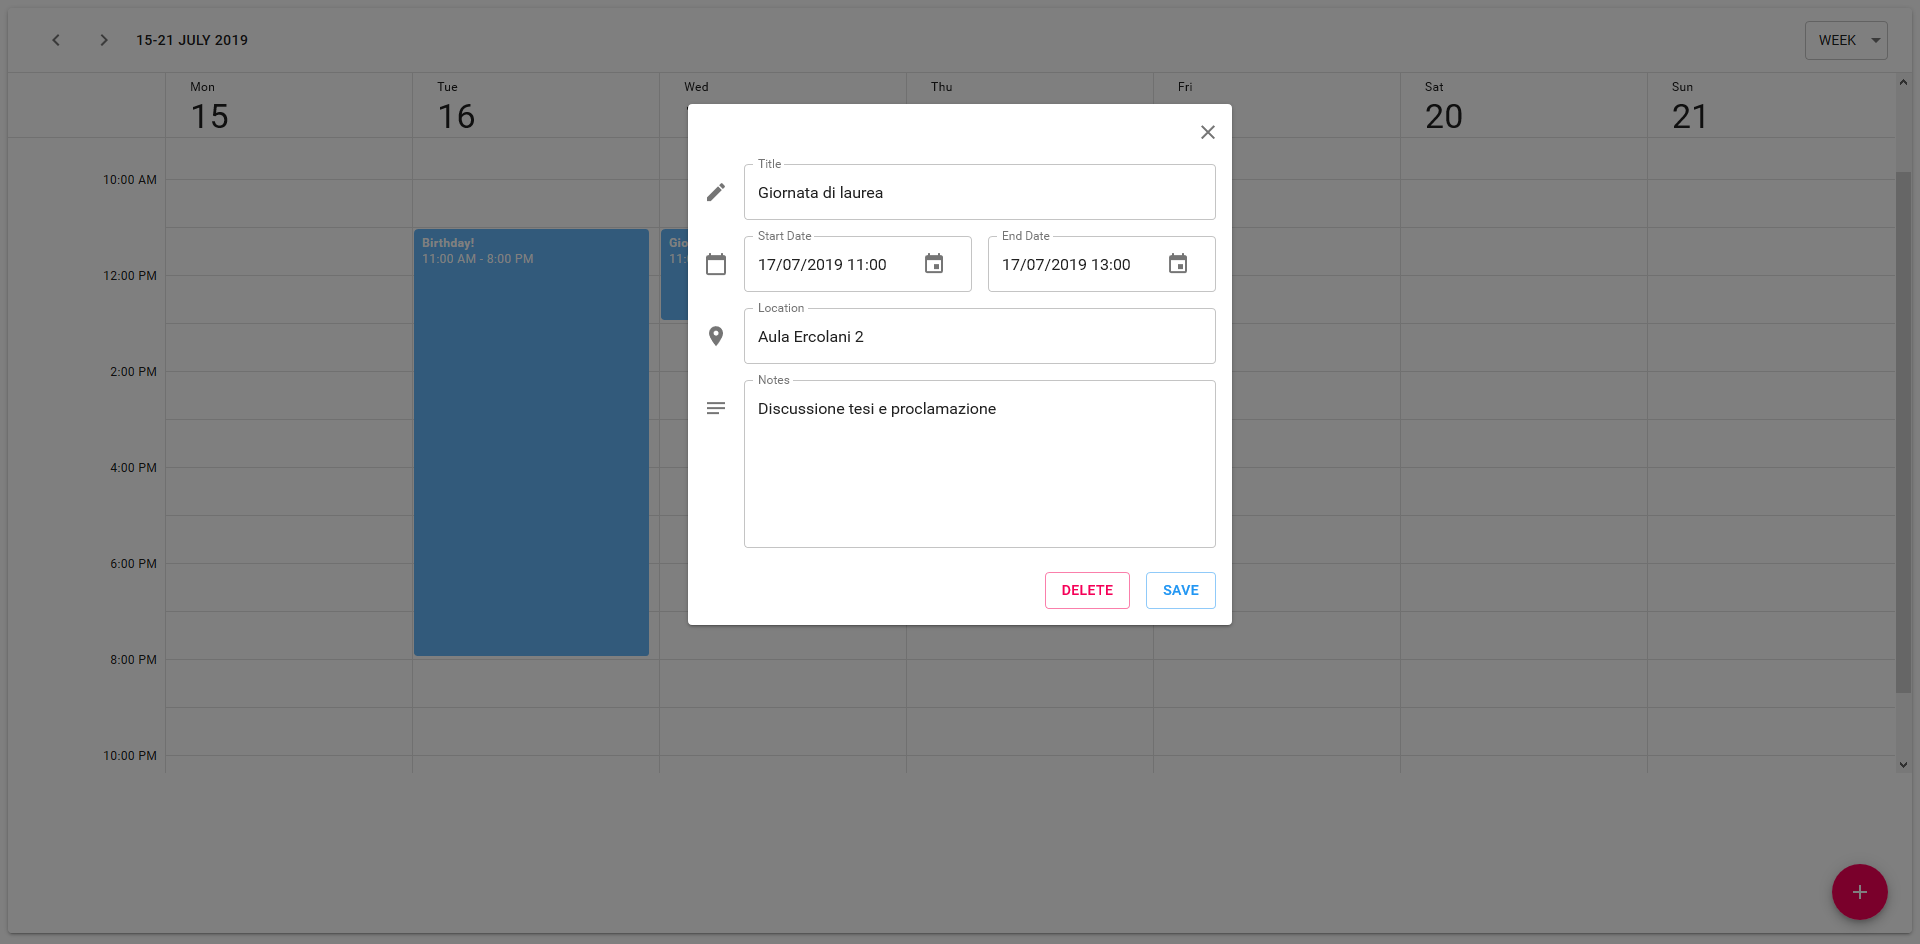 15-21 JULY 2019
WEEK
Mon
15
Tue
16
Wed
Thu
Fri
Sat
20
Sun
21
10:00 AM
12:00 PM
2:00 PM
4:00 PM
6:00 PM
8:00 PM
10:00 PM
Birthday!
11:00 AM - 8:00 PM
Title
Giornata di laurea
Start Date
17/07/2019 11:00
End Date
17/07/2019 13:00
Location
Aula Ercolani 2
Notes
Discussione tesi e proclamazione
DELETE
SAVE